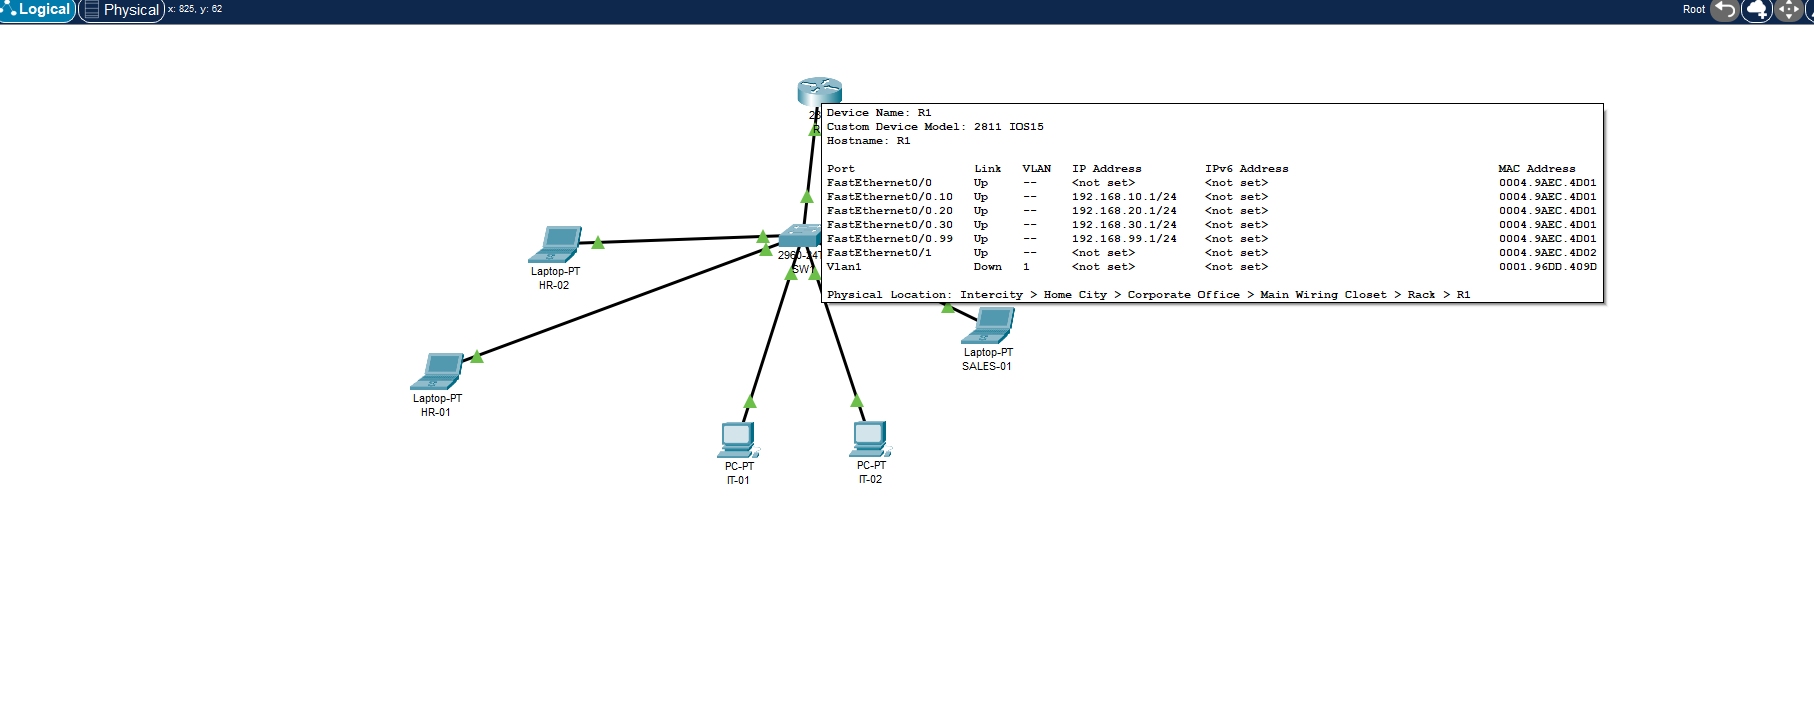 Logical Physical x: 825, y: 62 Root
Device Name: R1
Custom Device Model: 2811 IOS15
Hostname: R1
Port Link VLAN IP Address IPv6 Address MAC Address
FastEthernet0/0 Up -- <not set> <not set> 0004.9AEC.4D01
FastEthernet0/0.10 Up -- 192.168.10.1/24 <not set> 0004.9AEC.4D01
FastEthernet0/0.20 Up -- 192.168.20.1/24 <not set> 0004.9AEC.4D01
FastEthernet0/0.30 Up -- 192.168.30.1/24 <not set> 0004.9AEC.4D01
FastEthernet0/0.99 Up -- 192.168.99.1/24 <not set> 0004.9AEC.4D01
FastEthernet0/1 Up -- <not set> <not set> 0004.9AEC.4D02
Vlan1 Down 1 <not set> <not set> 0001.96DD.409D
Physical Location: Intercity > Home City > Corporate Office > Main Wiring Closet > Rack > R1
Laptop-PT
HR-02
Laptop-PT
SALES-01
Laptop-PT
HR-01
PC-PT
IT-01
PC-PT
IT-02